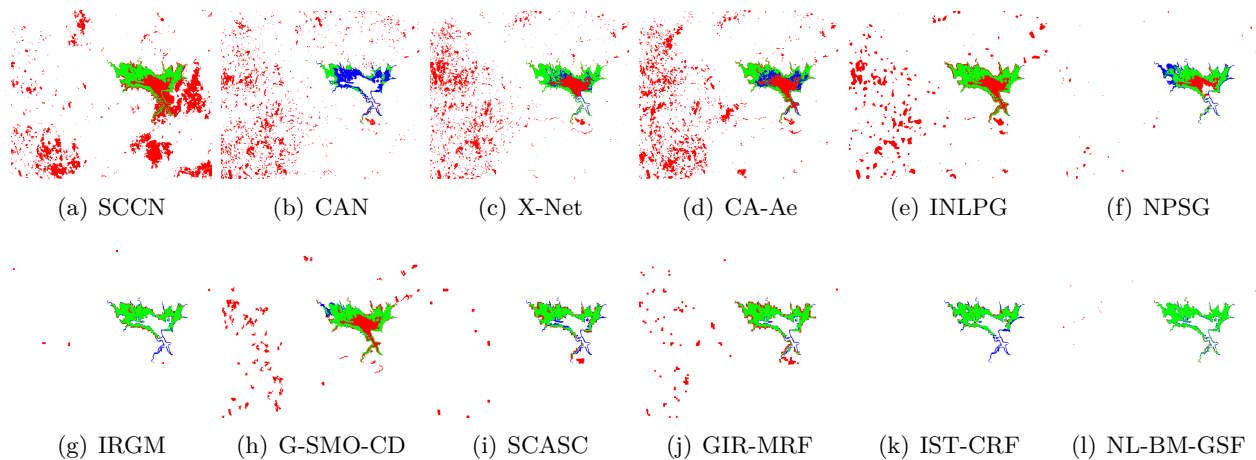 (a) SCCN
(b) CAN
(c) X-Net
(d) CA-Ae
(e) INLPG
(f) NPSG
(g) IRGM
(h) G-SMO-CD
(i) SCASC
(j) GIR-MRF
(k) IST-CRF
(l) NL-BM-GSF